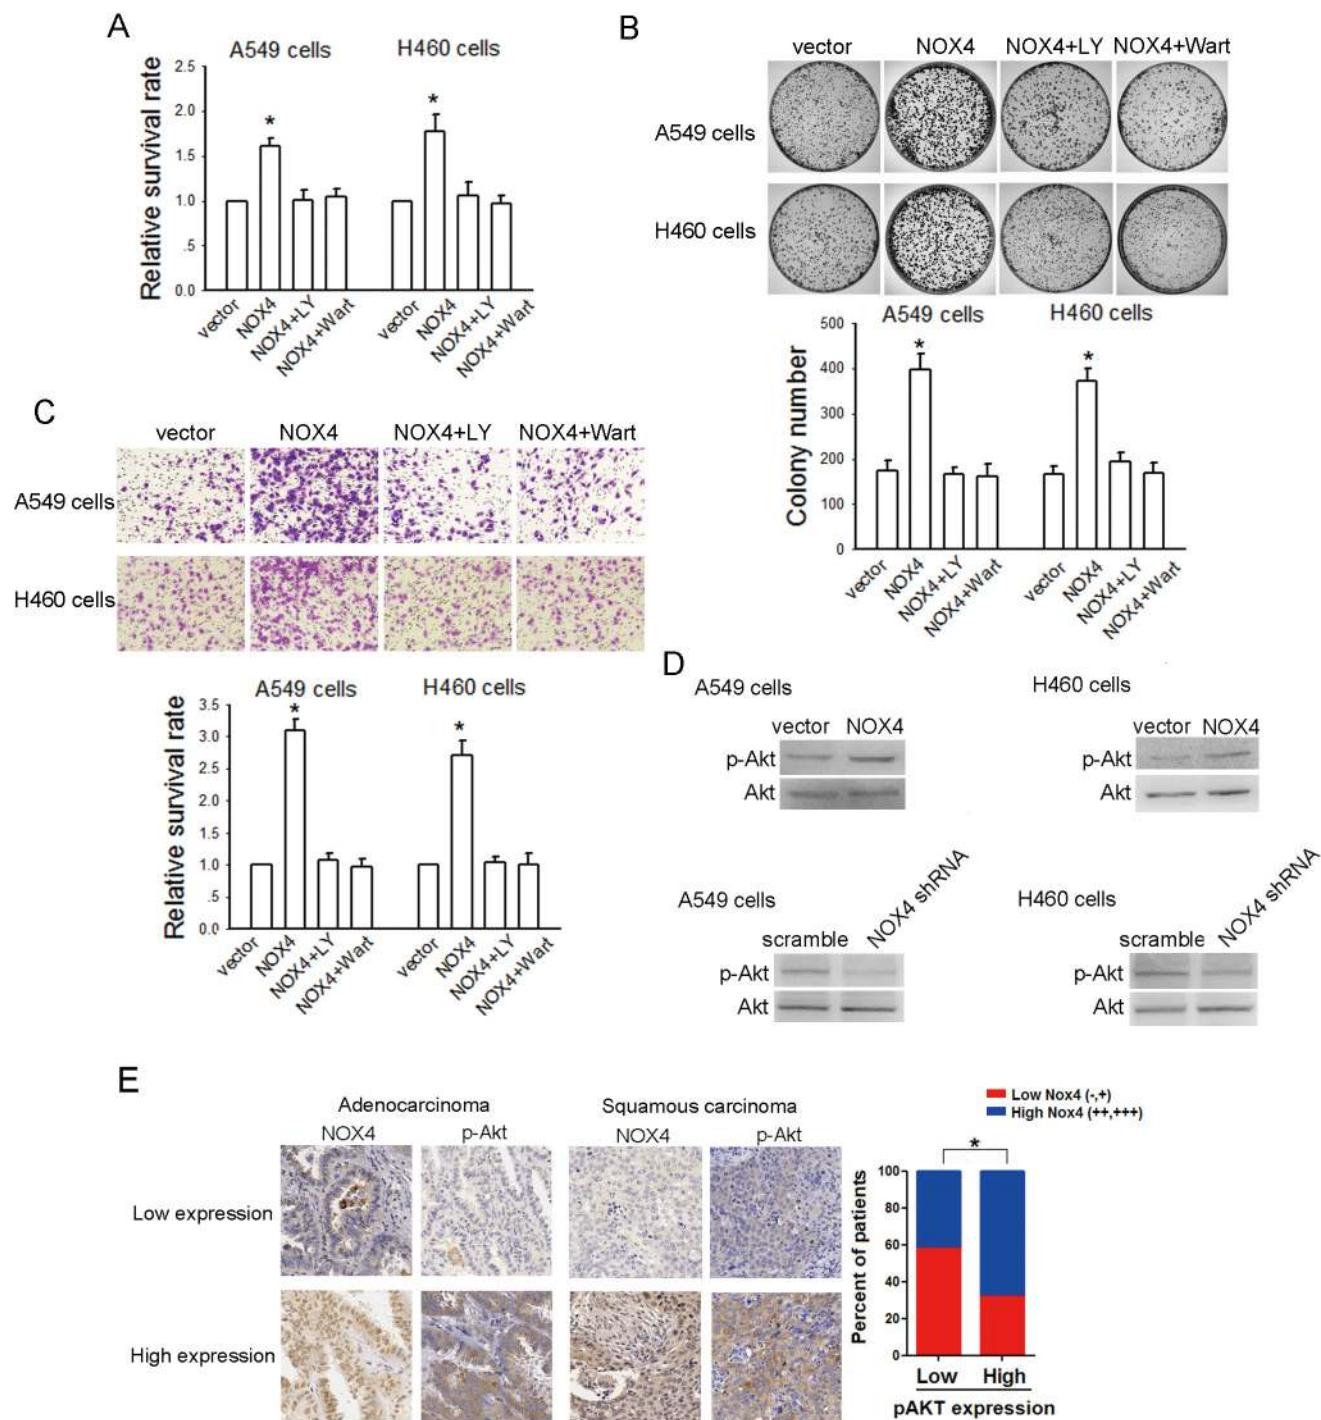 A
A549 cells
H460 cells
Relative survival rate
2.5
2.0
1.5
1.0
.5
0.0
*
*
vector
NOX4
NOX4+LY
NOX4+Wart
vector
NOX4
NOX4+LY
NOX4+Wart
B
vector
NOX4
NOX4+LY
NOX4+Wart
A549 cells
H460 cells
A549 cells
H460 cells
Colony number
500
400
300
200
100
0
*
*
vector
NOX4
NOX4+LY
NOX4+Wart
vector
NOX4
NOX4+LY
NOX4+Wart
C
vector
NOX4
NOX4+LY
NOX4+Wart
A549 cells
H460 cells
A549 cells
H460 cells
Relative survival rate
3.5
3.0
2.5
2.0
1.5
1.0
.5
0.0
*
*
vector
NOX4
NOX4+LY
NOX4+Wart
vector
NOX4
NOX4+LY
NOX4+Wart
D
A549 cells
vector NOX4
p-Akt
Akt
H460 cells
vector NOX4
p-Akt
Akt
A549 cells
scramble NOX4 shRNA
p-Akt
Akt
H460 cells
scramble NOX4 shRNA
p-Akt
Akt
E
Adenocarcinoma
Squamous carcinoma
NOX4
p-Akt
NOX4
p-Akt
Low expression
High expression
Low Nox4 (-,+)
High Nox4 (++,+++)
*
Percent of patients
100
80
60
40
20
0
Low
High
pAKT expression